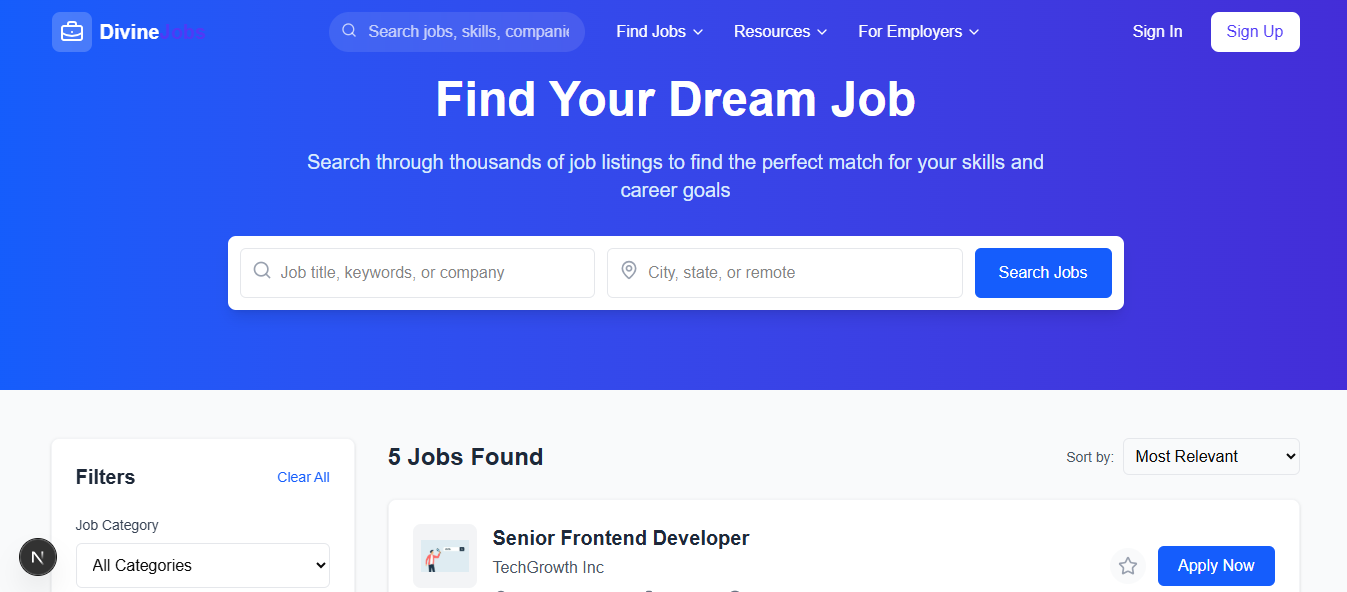 Divine Jobs
Search jobs, skills, companie
Find Jobs
Resources
For Employers
Sign In
Sign Up
Find Your Dream Job
Search through thousands of job listings to find the perfect match for your skills and
career goals
Job title, keywords, or company
City, state, or remote
Search Jobs
Filters
Clear All
Job Category
All Categories
N
5 Jobs Found
Sort by:
Most Relevant
Senior Frontend Developer
TechGrowth Inc
Apply Now